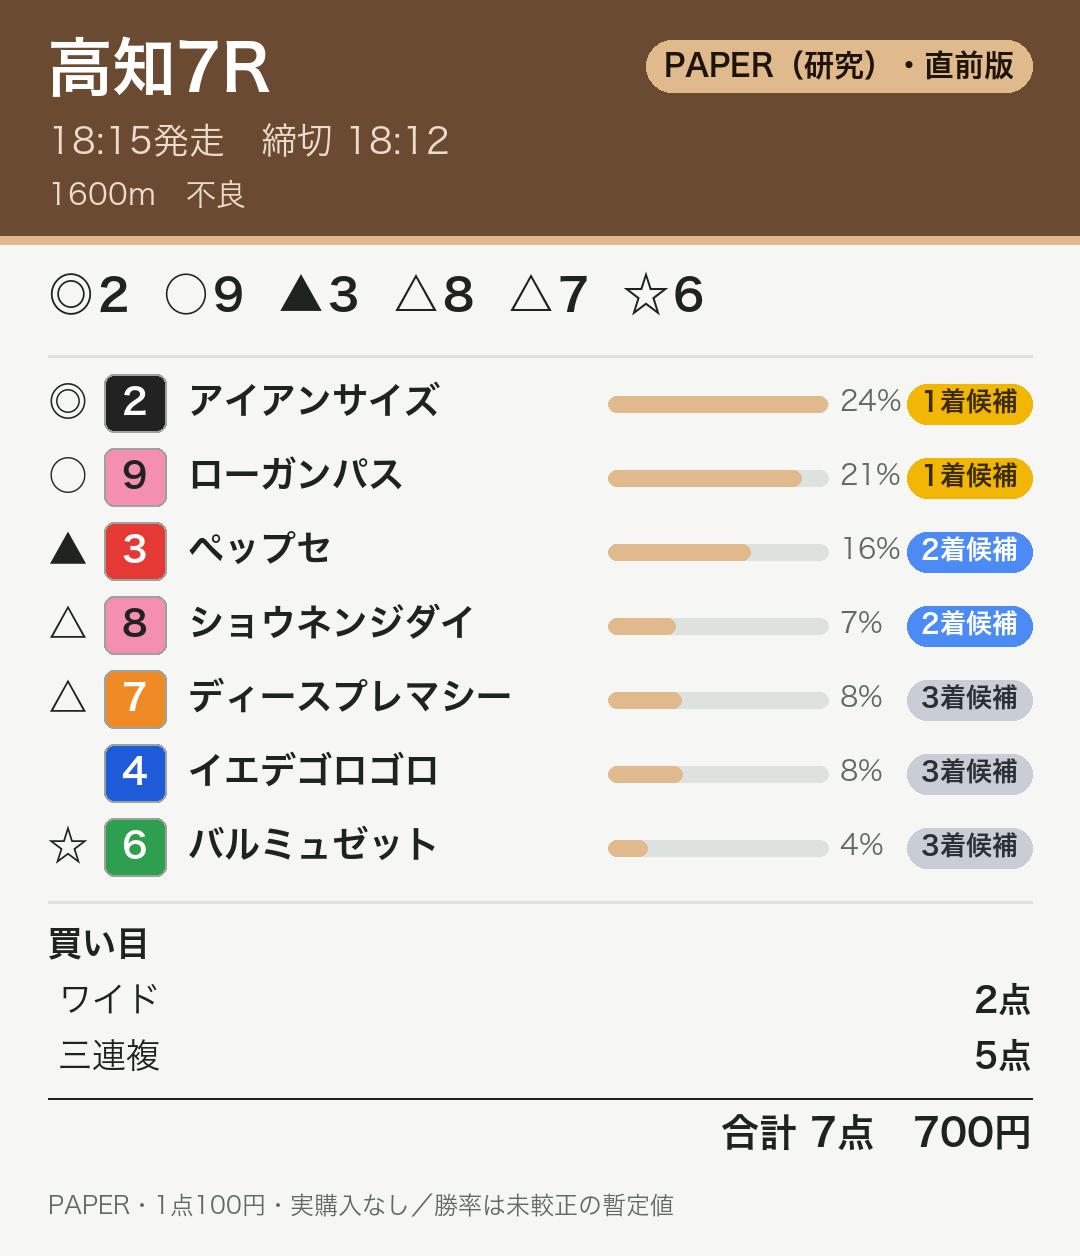 高知7R
PAPER（研究）・直前版
18:15発走　締切 18:12
1600m　不良
◎2 ○9 ▲3 △8 △7 ☆6
◎ 2 アイアンサイズ 24% 1着候補
○ 9 ローガンパス 21% 1着候補
▲ 3 ペップセ 16% 2着候補
△ 8 ショウネンジダイ 7% 2着候補
△ 7 ディースプレマシー 8% 3着候補
4 イエデゴロゴロ 8% 3着候補
☆ 6 バルミュゼット 4% 3着候補
買い目
ワイド 2点
三連複 5点
合計 7点　700円
PAPER・1点100円・実購入なし／勝率は未較正の暫定値